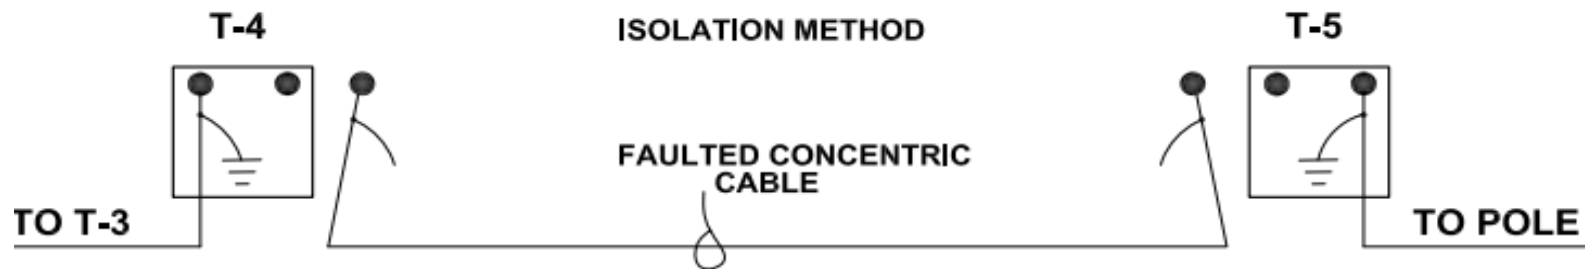 T-4
ISOLATION METHOD
T-5
FAULTED CONCENTRIC
CABLE
TO T-3
TO POLE